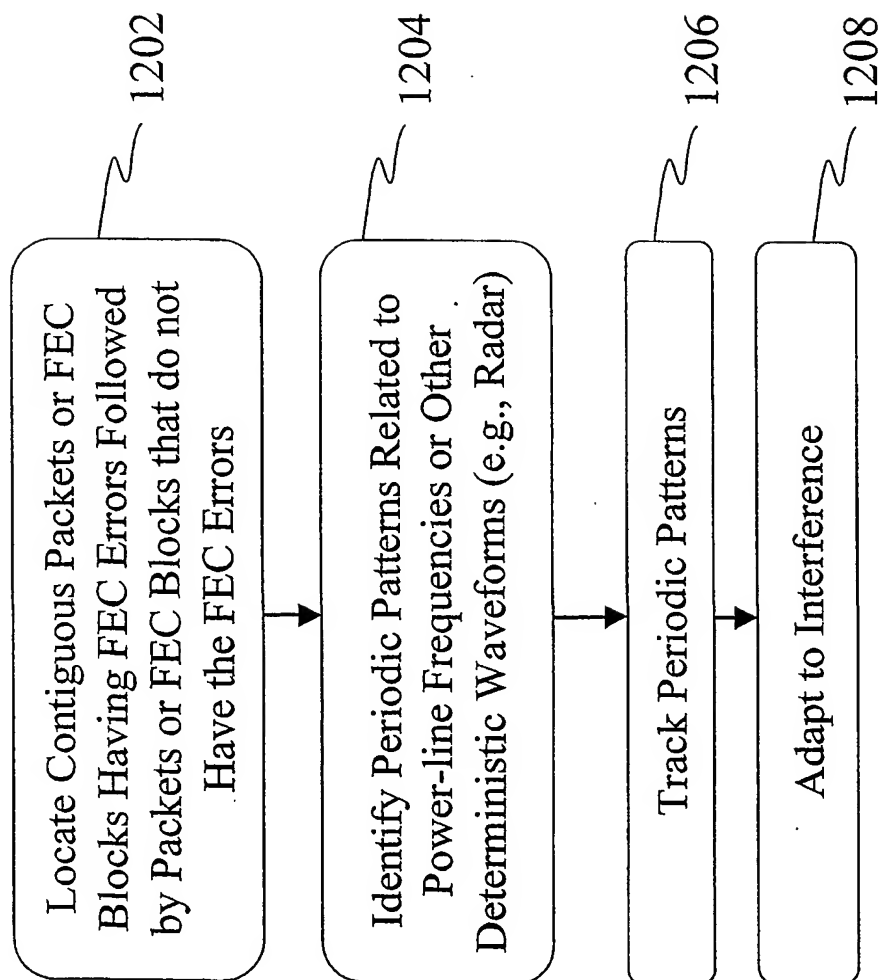 Locate Contiguous Packets or FEC
Blocks Having FEC Errors Followed
by Packets or FEC Blocks that do not
Have the FEC Errors
1202
Identify Periodic Patterns Related to
Power-line Frequencies or Other
Deterministic Waveforms (e.g., Radar)
1204
Track Periodic Patterns
1206
Adapt to Interference
1208